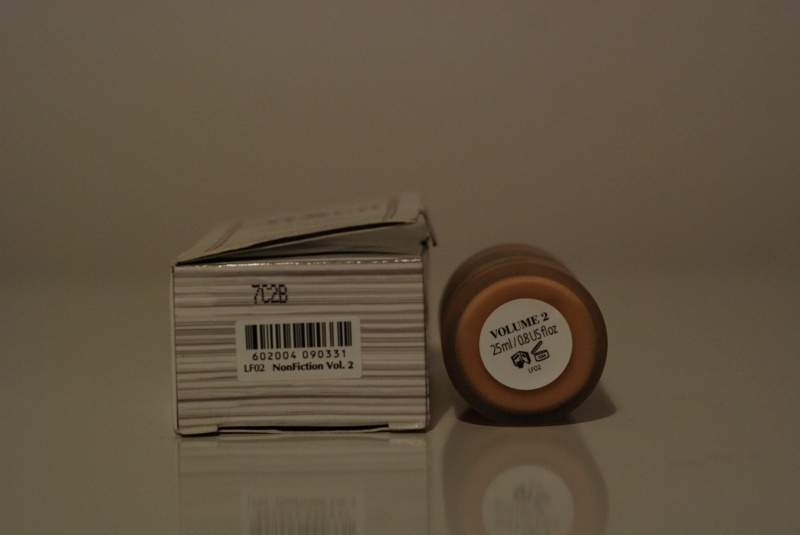 7C2B
602004 090331
LF02 NonFiction Vol. 2
VOLUME 2
25ml / 0.8 US fl oz
LF02